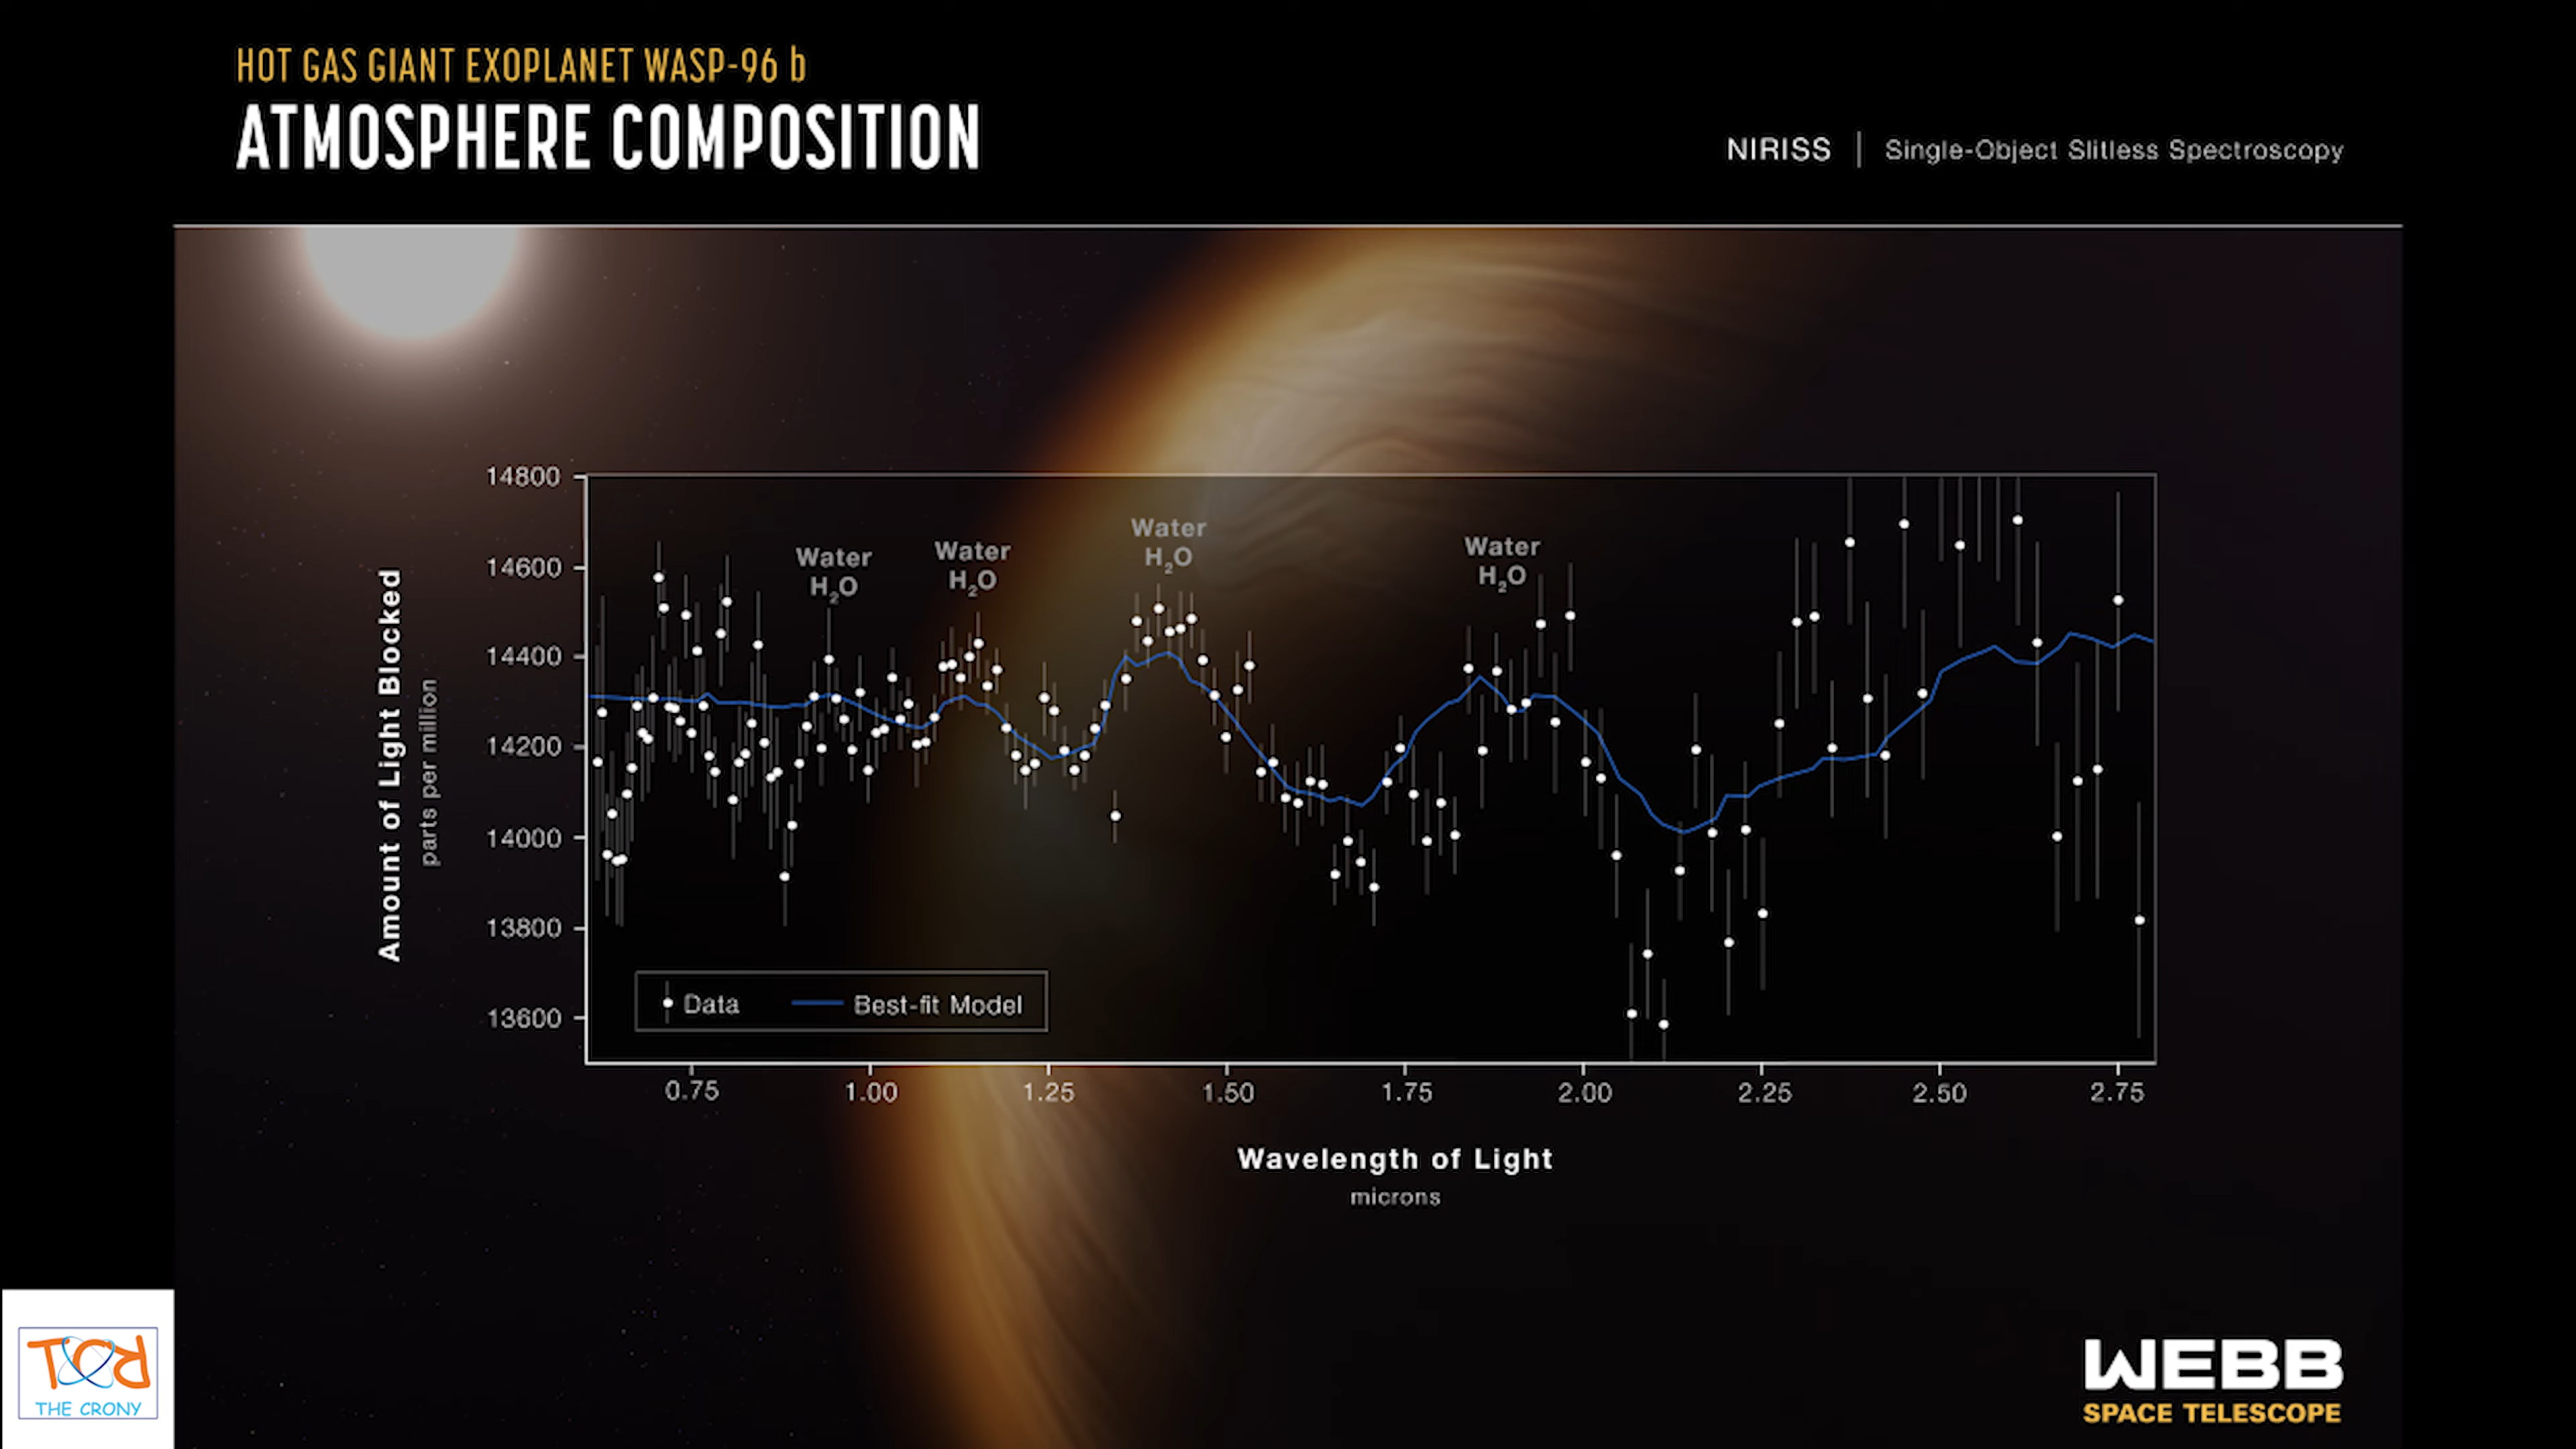 HOT GAS GIANT EXOPLANET WASP-96 b
ATMOSPHERE COMPOSITION
NIRISS | Single-Object Slitless Spectroscopy
Amount of Light Blocked
parts per million
14800
14600
14400
14200
14000
13800
13600
Water
H₂O
Water
H₂O
Water
H₂O
Water
H₂O
Data
Best-fit Model
0.75 1.00 1.25 1.50 1.75 2.00 2.25 2.50 2.75
Wavelength of Light
microns
THE CRONY
WEBB
SPACE TELESCOPE